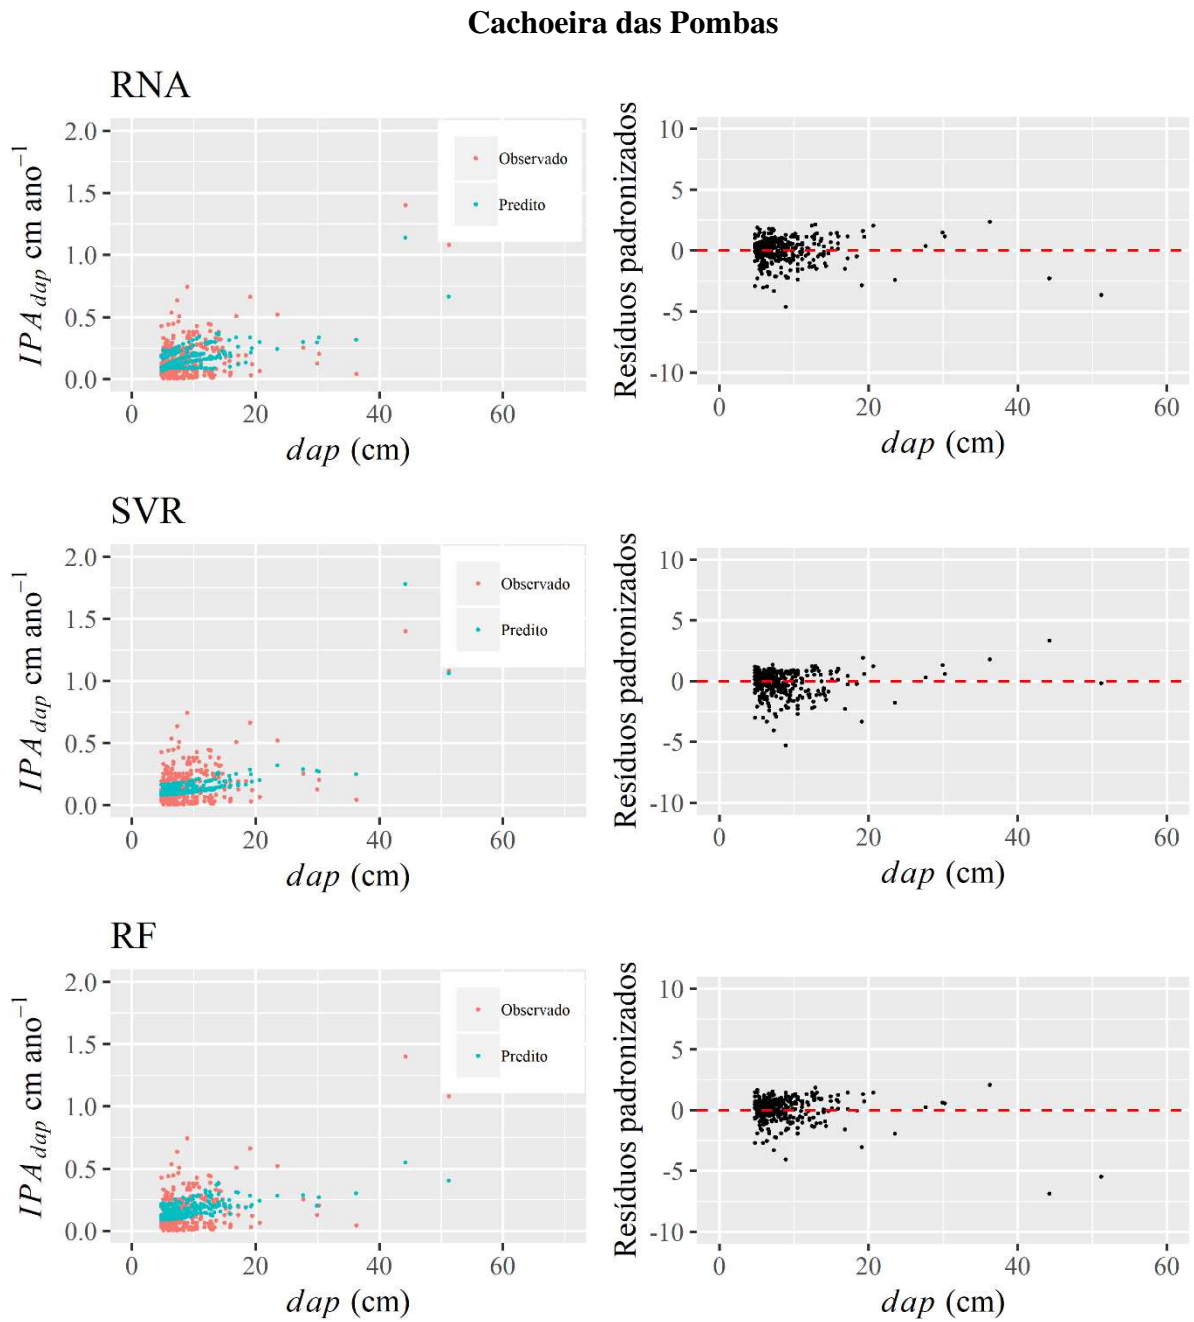 Cachoeira das Pombas
RNA
2.0
1.5
1.0
0.5
0.0
IPA dap cm ano⁻¹
Observado
Predito
0 20 40 60
dap (cm)
10
5
0
-5
-10
Resíduos padronizados
0 20 40 60
dap (cm)
SVR
2.0
1.5
1.0
0.5
0.0
IPA dap cm ano⁻¹
Observado
Predito
0 20 40 60
dap (cm)
10
5
0
-5
-10
Resíduos padronizados
0 20 40 60
dap (cm)
RF
2.0
1.5
1.0
0.5
0.0
IPA dap cm ano⁻¹
Observado
Predito
0 20 40 60
dap (cm)
10
5
0
-5
-10
Resíduos padronizados
0 20 40 60
dap (cm)